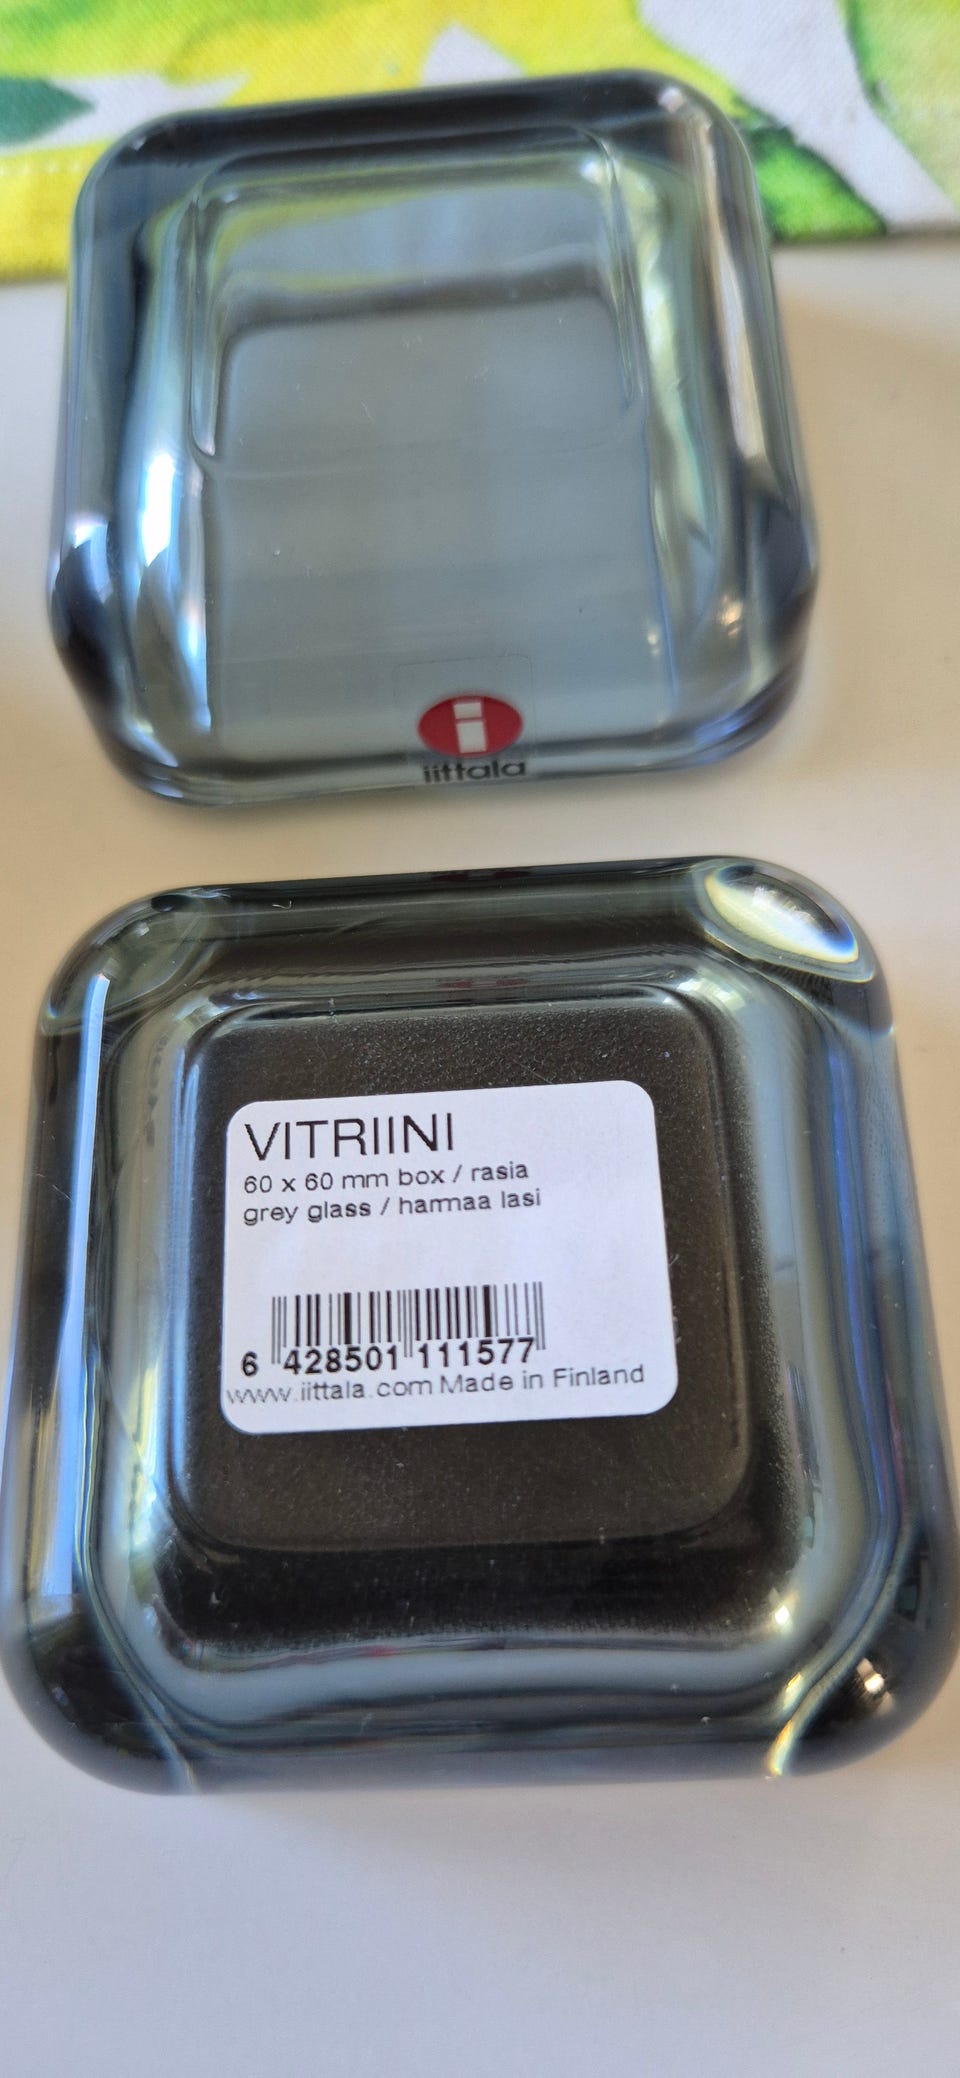 i
iittala
VITRIINI
60 x 60 mm box / rasia
grey glass / harmaa lasi
6 428501 111577
www.iittala.com Made in Finland